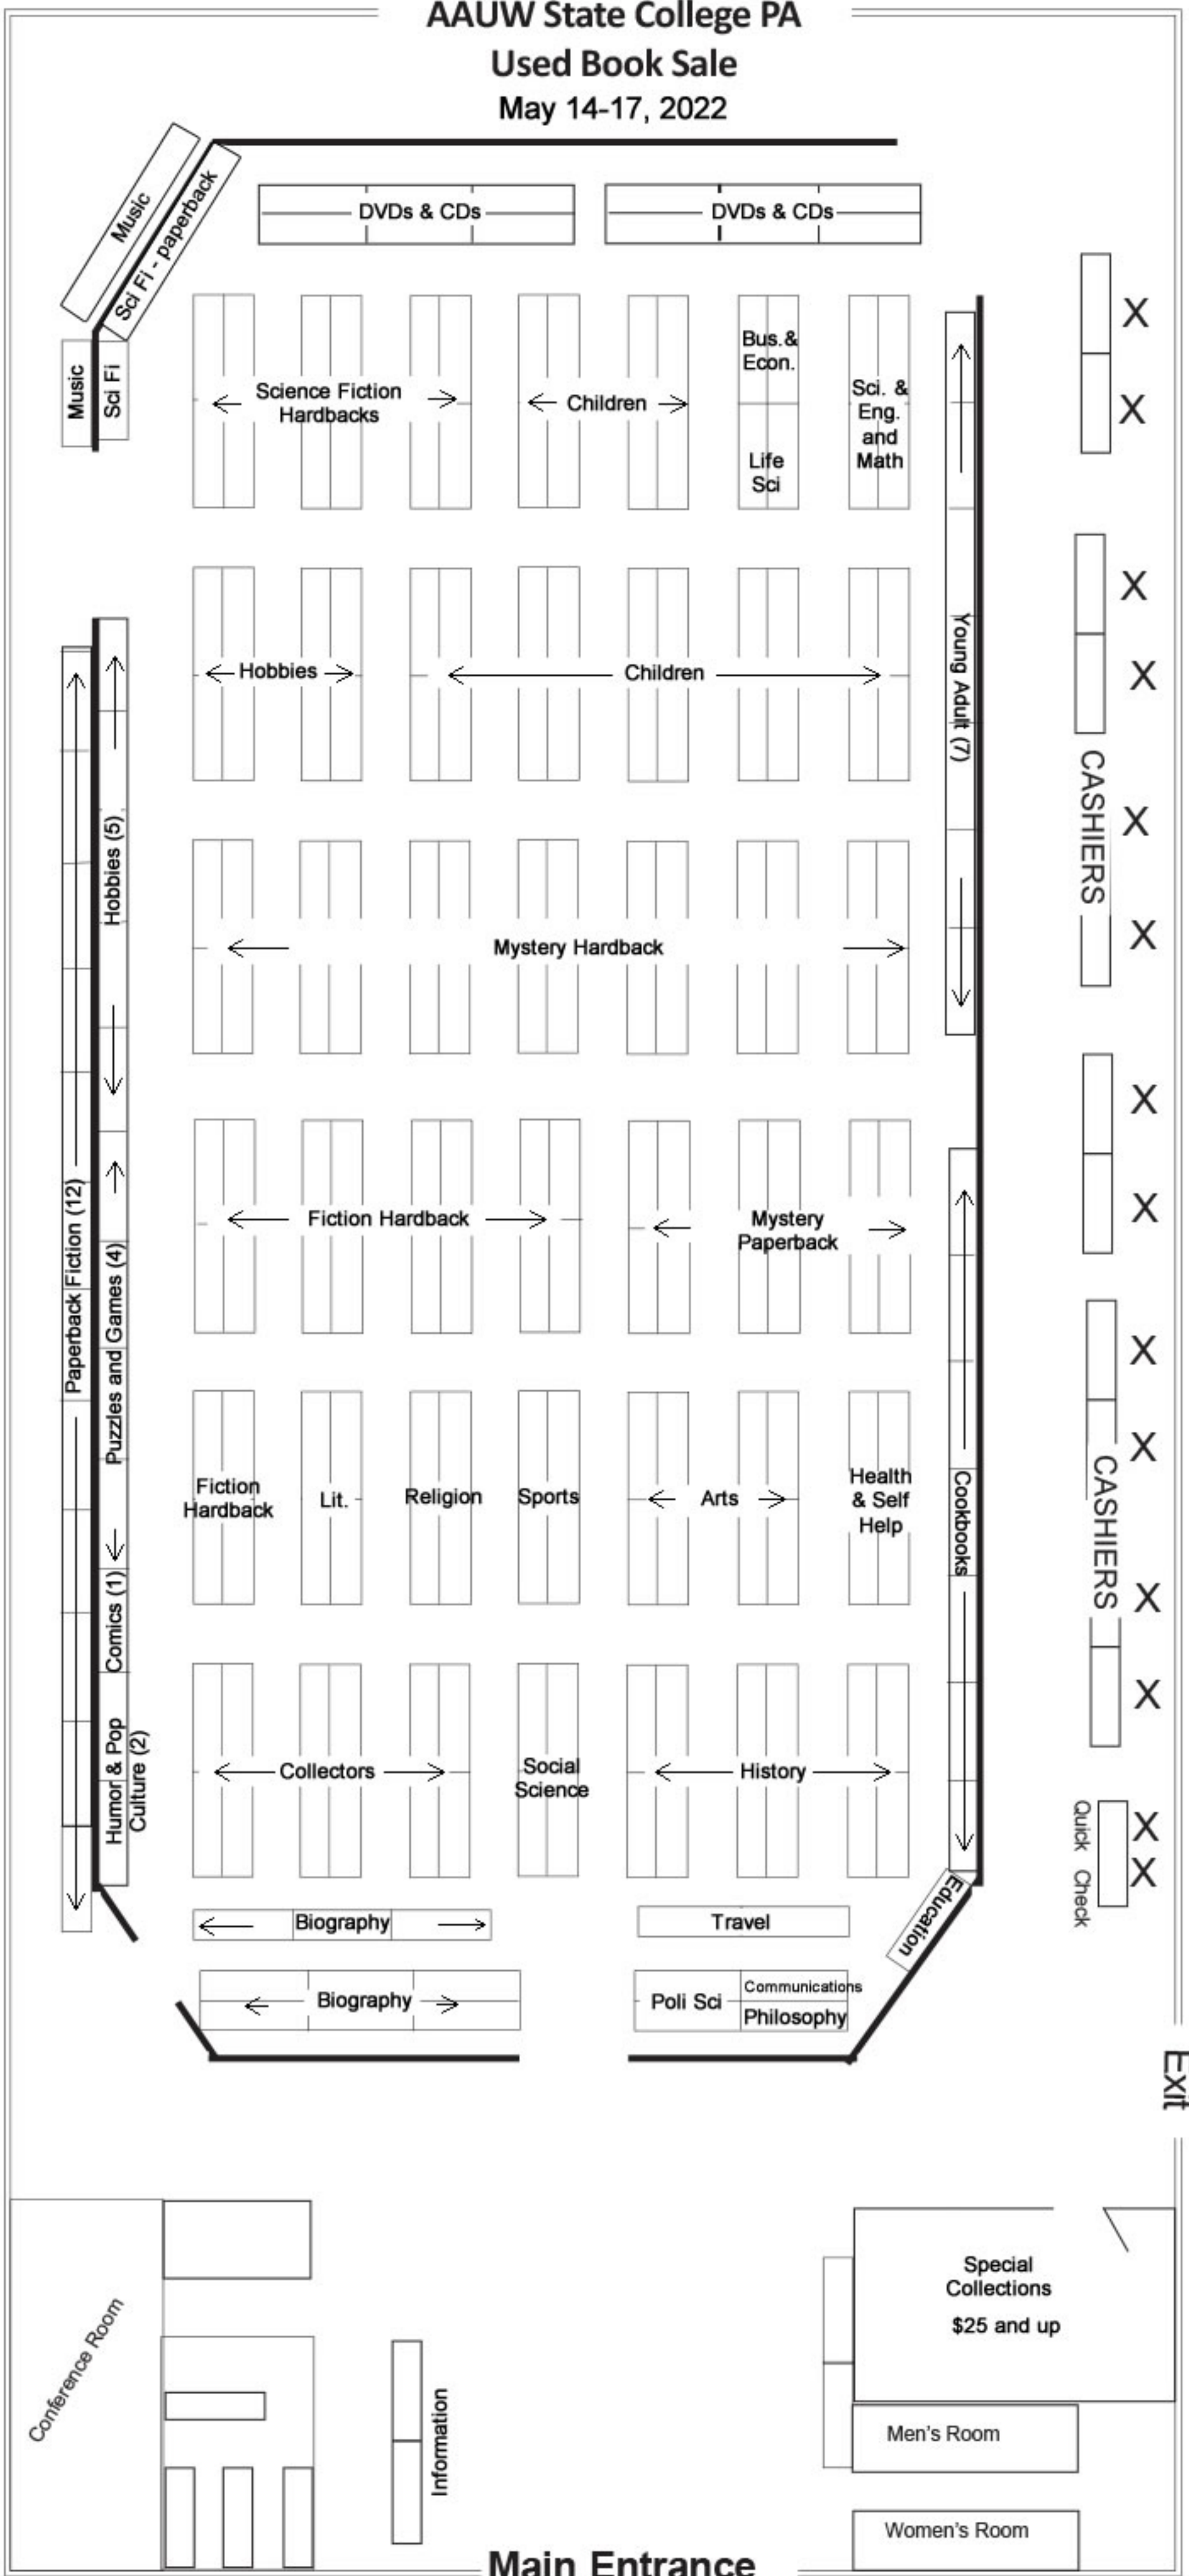 AAUW State College PA
Used Book Sale
May 14-17, 2022
Music
Sci Fi - paperback
DVDs & CDs
DVDs & CDs
Music
Sci Fi
Science Fiction
Hardbacks
Children
Bus.&
Econ.
Life
Sci
Sci. &
Eng.
and
Math
X
X
Hobbies
Children
Young Adult (7)
X
X
CASHIERS
X
X
Hobbies (5)
Mystery Hardback
Paperback Fiction (12)
Puzzles and Games (4)
Fiction Hardback
Mystery
Paperback
X
X
X
X
CASHIERS
X
X
Fiction
Hardback
Lit.
Religion
Sports
Arts
Health
& Self
Help
Cookbooks
Comics (1)
Humor & Pop
Culture (2)
Collectors
Social
Science
History
Quick Check
X
X
Education
Biography
Travel
Biography
Poli Sci
Communications
Philosophy
Exit
Conference Room
Information
Special
Collections
$25 and up
Men's Room
Women's Room
Main Entrance